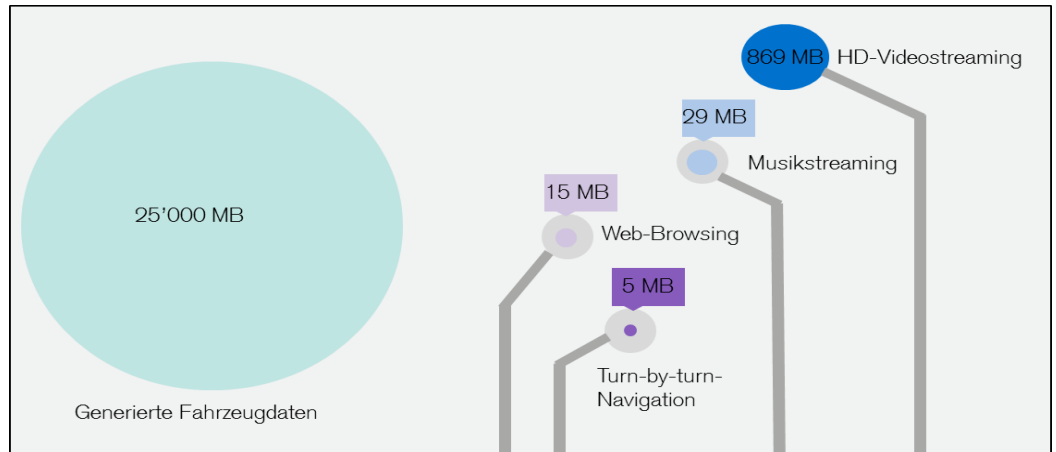 869 MB
HD-Videostreaming
29 MB
Musikstreaming
15 MB
25’000 MB
Web-Browsing
5 MB
Turn-by-turn-
Navigation
Generierte Fahrzeugdaten